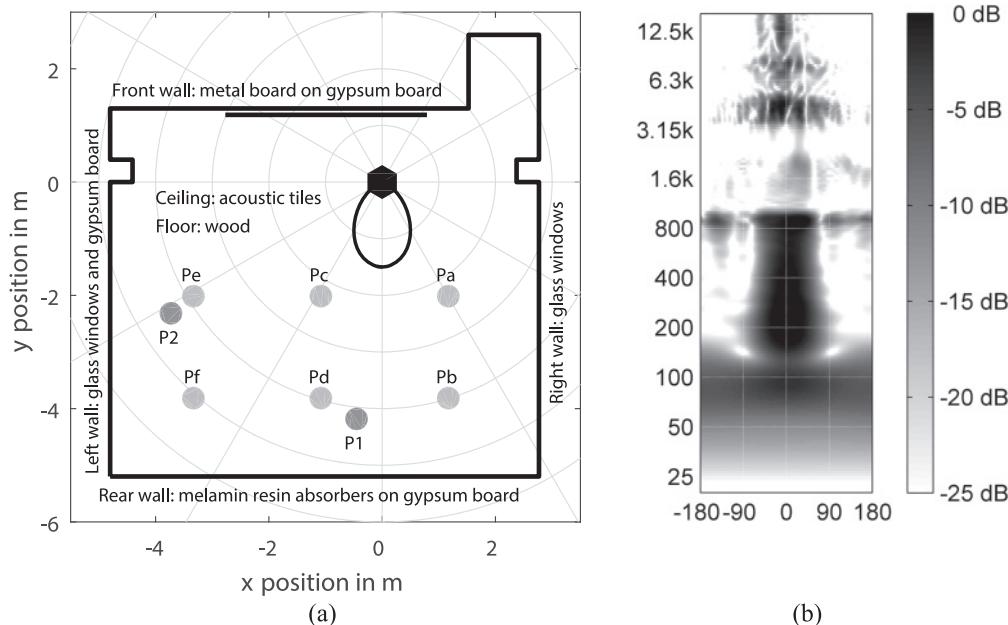 2
0
-2
-4
-6
y position in m
Front wall: metal board on gypsum board
Left wall: glass windows and gypsum board
Ceiling: acoustic tiles
Floor: wood
Right wall: glass windows
Pe
Pc
Pa
P2
Pf
Pd
Pb
P1
Rear wall: melamin resin absorbers on gypsum board
-4
-2
0
2
x position in m
(a)
12.5k
6.3k
3.15k
1.6k
800
400
200
100
50
25
-180 -90 0 90 180
0 dB
-5 dB
-10 dB
-15 dB
-20 dB
-25 dB
(b)